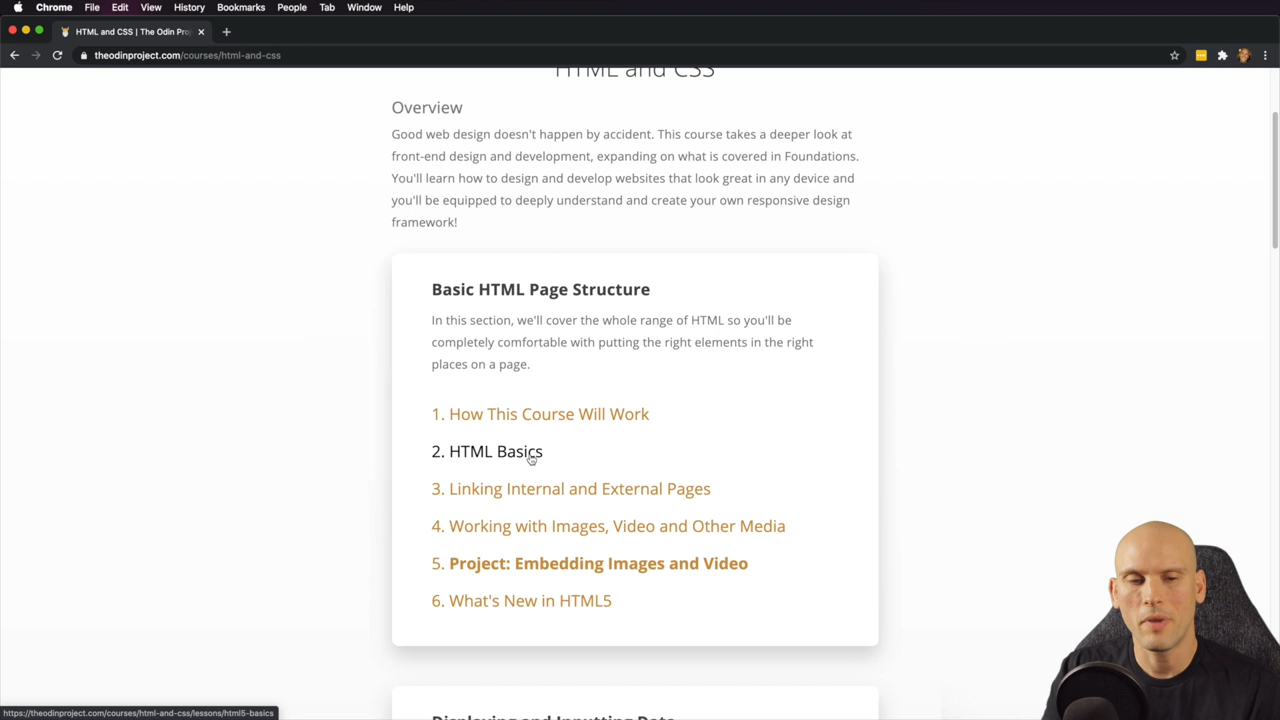 Chrome File Edit View History Bookmarks People Tab Window Help
HTML and CSS | The Odin Pro
theodinproject.com/courses/html-and-css
HTML and CSS
Overview
Good web design doesn't happen by accident. This course takes a deeper look at
front-end design and development, expanding on what is covered in Foundations.
You'll learn how to design and develop websites that look great in any device and
you'll be equipped to deeply understand and create your own responsive design
framework!
Basic HTML Page Structure
In this section, we'll cover the whole range of HTML so you'll be
completely comfortable with putting the right elements in the right
places on a page.
1. How This Course Will Work
2. HTML Basics
3. Linking Internal and External Pages
4. Working with Images, Video and Other Media
5. Project: Embedding Images and Video
6. What's New in HTML5
Displaying and Inputting Data
https://theodinproject.com/courses/html-and-css/lessons/html5-basics